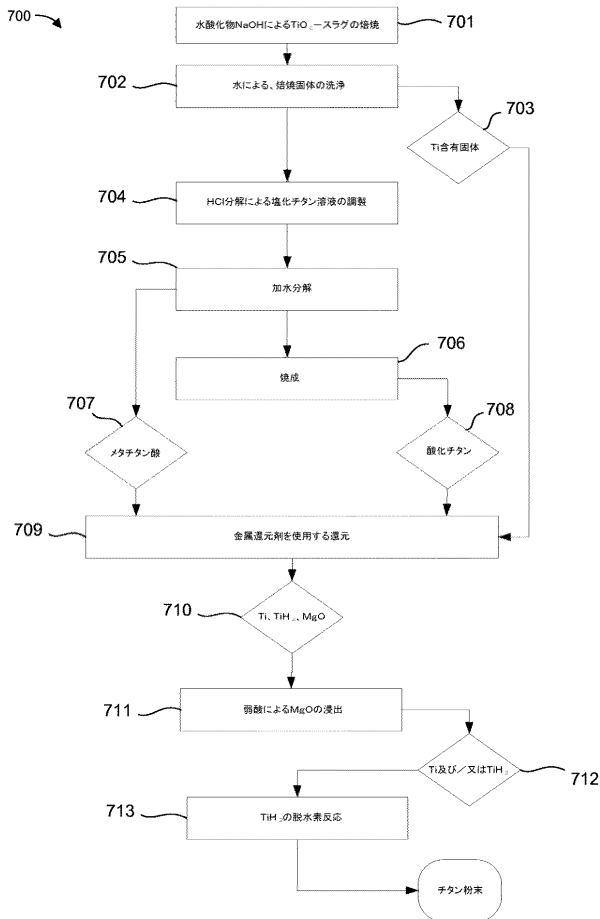 700
水酸化物NaOHによるTiO₂ースラグの焙焼
701
702
水による、焙焼固体の洗浄
703
Ti含有固体
704
HCl分解による塩化チタン溶液の調製
705
加水分解
706
焼成
707
メタチタン酸
708
酸化チタン
709
金属還元剤を使用する還元
710
Ti、TiH₂、MgO
711
弱酸によるMgOの浸出
Ti及び/又はTiH₂
712
713
TiH₂の脱水素反応
チタン粉末